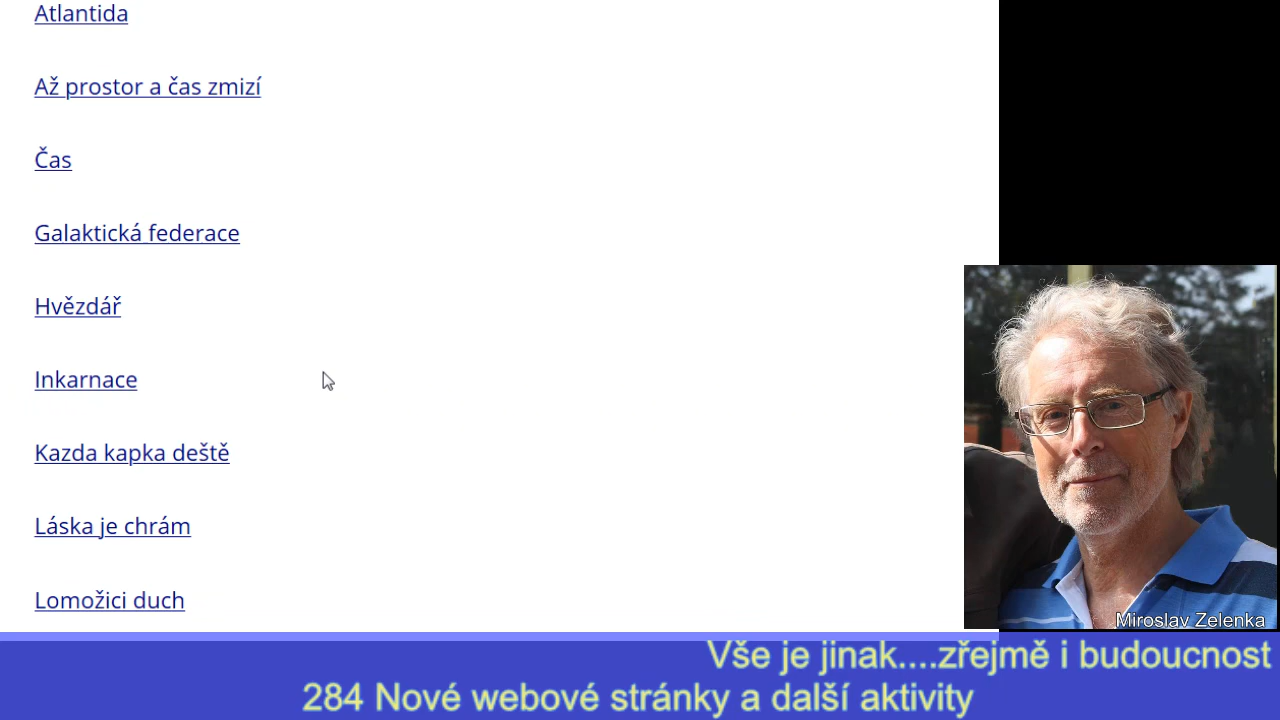 Atlantida
Až prostor a čas zmizí
Čas
Galaktická federace
Hvězdář
Inkarnace
Kazda kapka deště
Láska je chrám
Lomožici duch
Miroslav Zelenka
Vše je jinak....zřejmě i budoucnost
284 Nové webové stránky a další aktivity